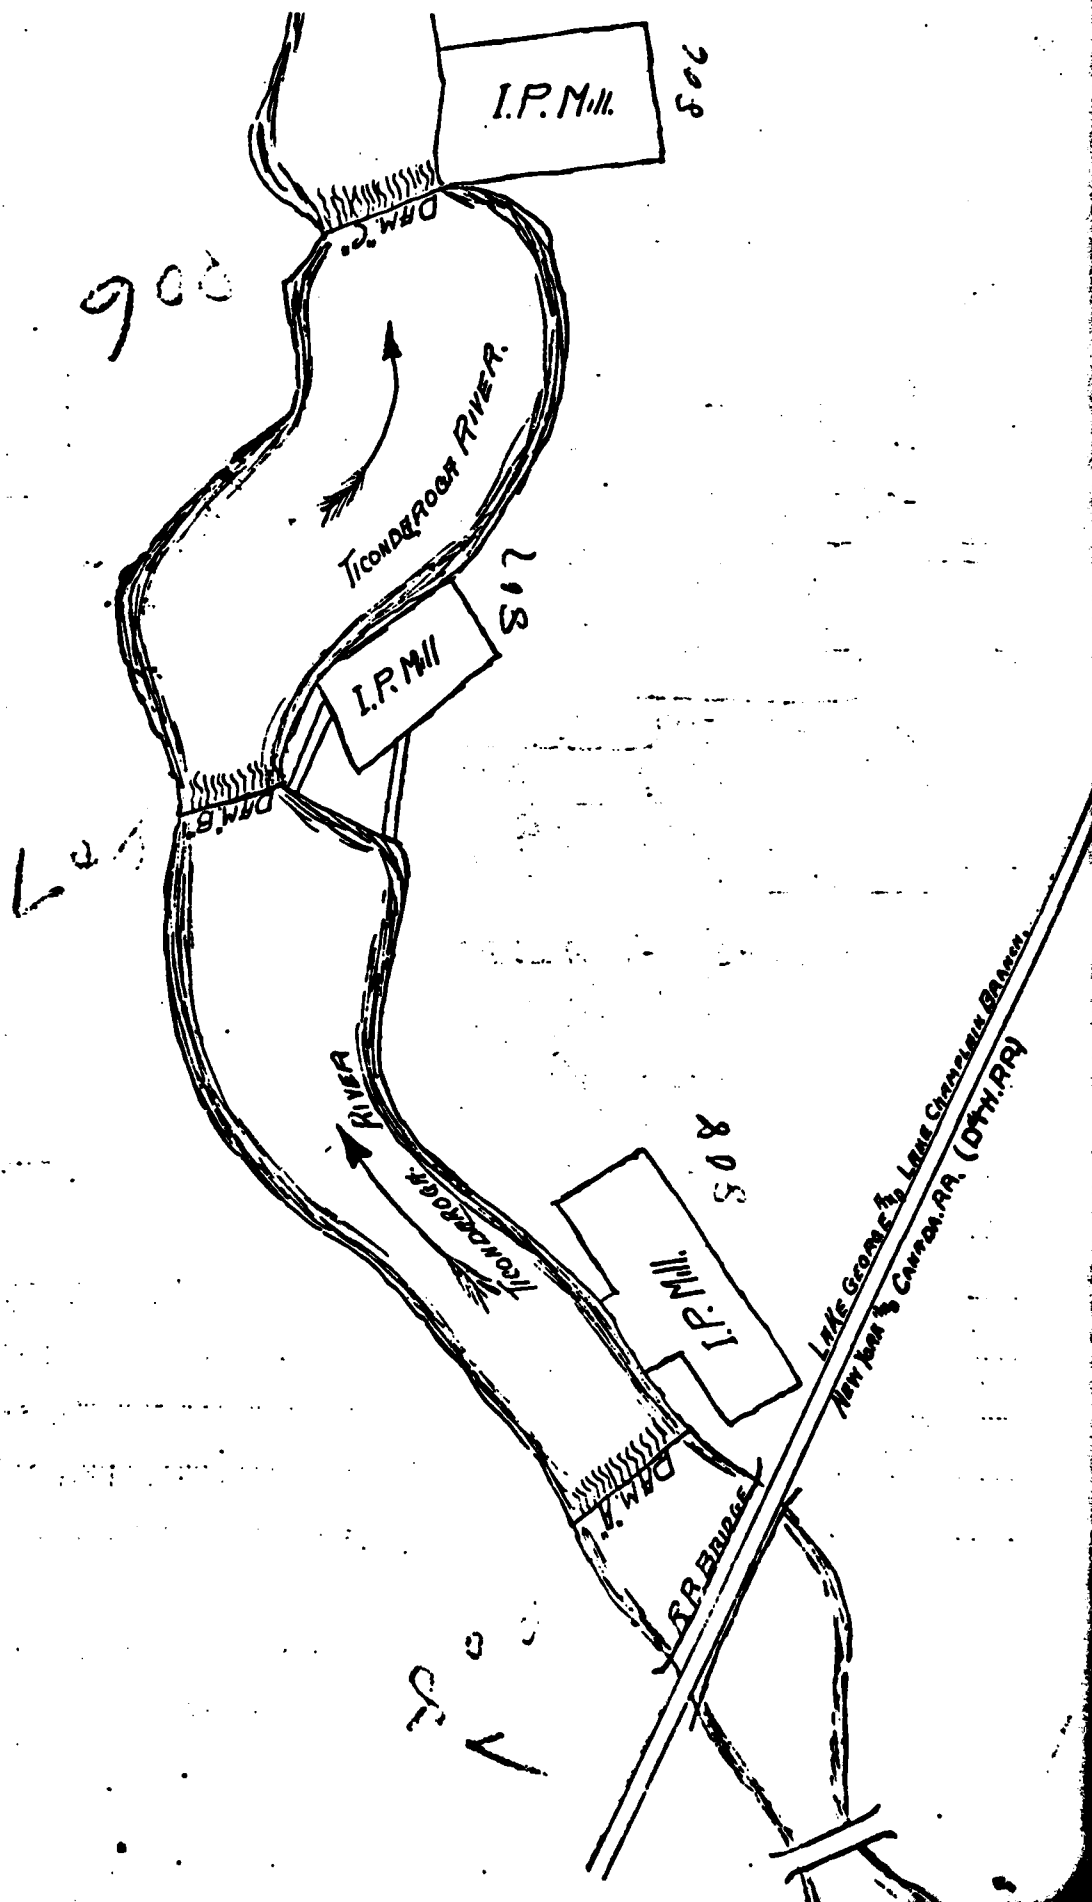 I.P. Mill.
DAM. "C"
TICONDEROGA RIVER.
I.P. Mill
DAM. "B"
RIVER
TICONDEROGA.
I.P. Mill.
LAKE GEORGE AND LAKE CHAMPLAIN BRANCH.
NEW YORK AND CANADA. RR. (D & H. RR)
DAM. "A"
R R BRIDGE